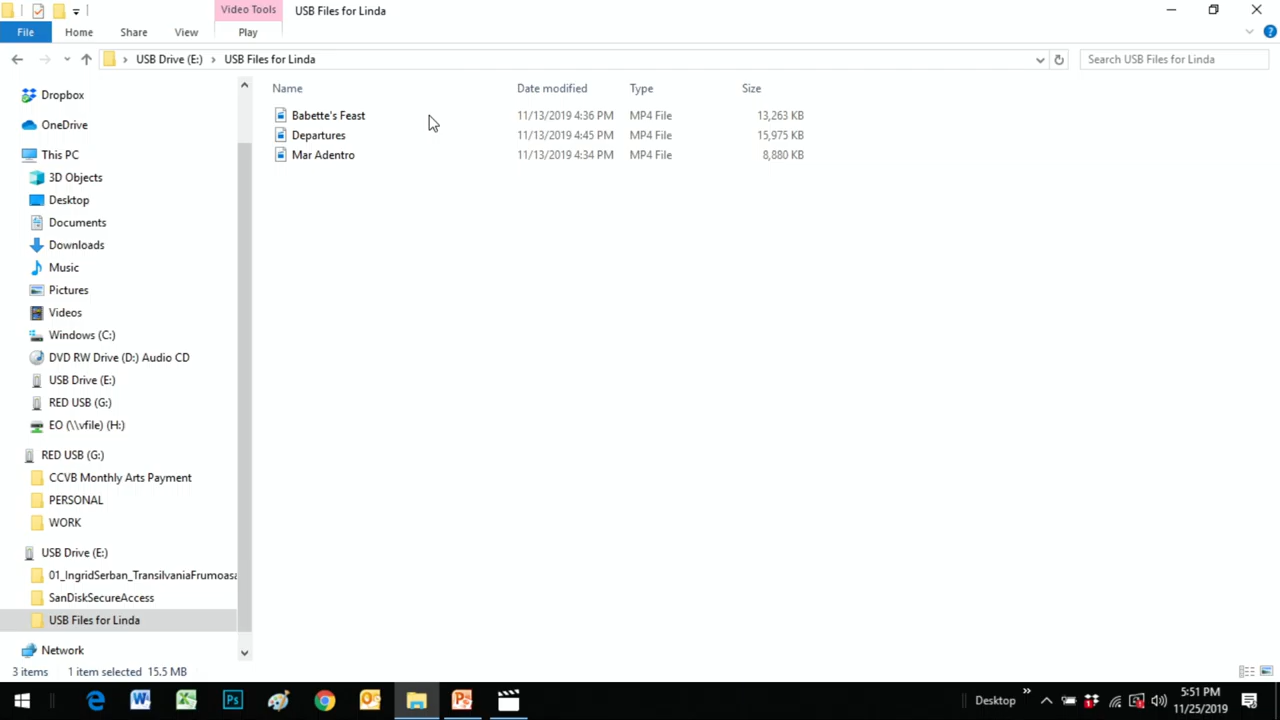 Video Tools
USB Files for Linda
File
Home
Share
View
Play
USB Drive (E:)
USB Files for Linda
Search USB Files for Linda
Name
Date modified
Type
Size
Babette's Feast
11/13/2019 4:36 PM
MP4 File
13,263 KB
Departures
11/13/2019 4:45 PM
MP4 File
15,975 KB
Mar Adentro
11/13/2019 4:34 PM
MP4 File
8,880 KB
Dropbox
OneDrive
This PC
3D Objects
Desktop
Documents
Downloads
Music
Pictures
Videos
Windows (C:)
DVD RW Drive (D:) Audio CD
USB Drive (E:)
RED USB (G:)
EO (\\vfile) (H:)
RED USB (G:)
CCVB Monthly Arts Payment
PERSONAL
WORK
USB Drive (E:)
01_IngridSerban_TransilvaniaFrumoasa
SanDiskSecureAccess
USB Files for Linda
Network
3 items
1 item selected 15.5 MB
Desktop
5:51 PM
11/25/2019